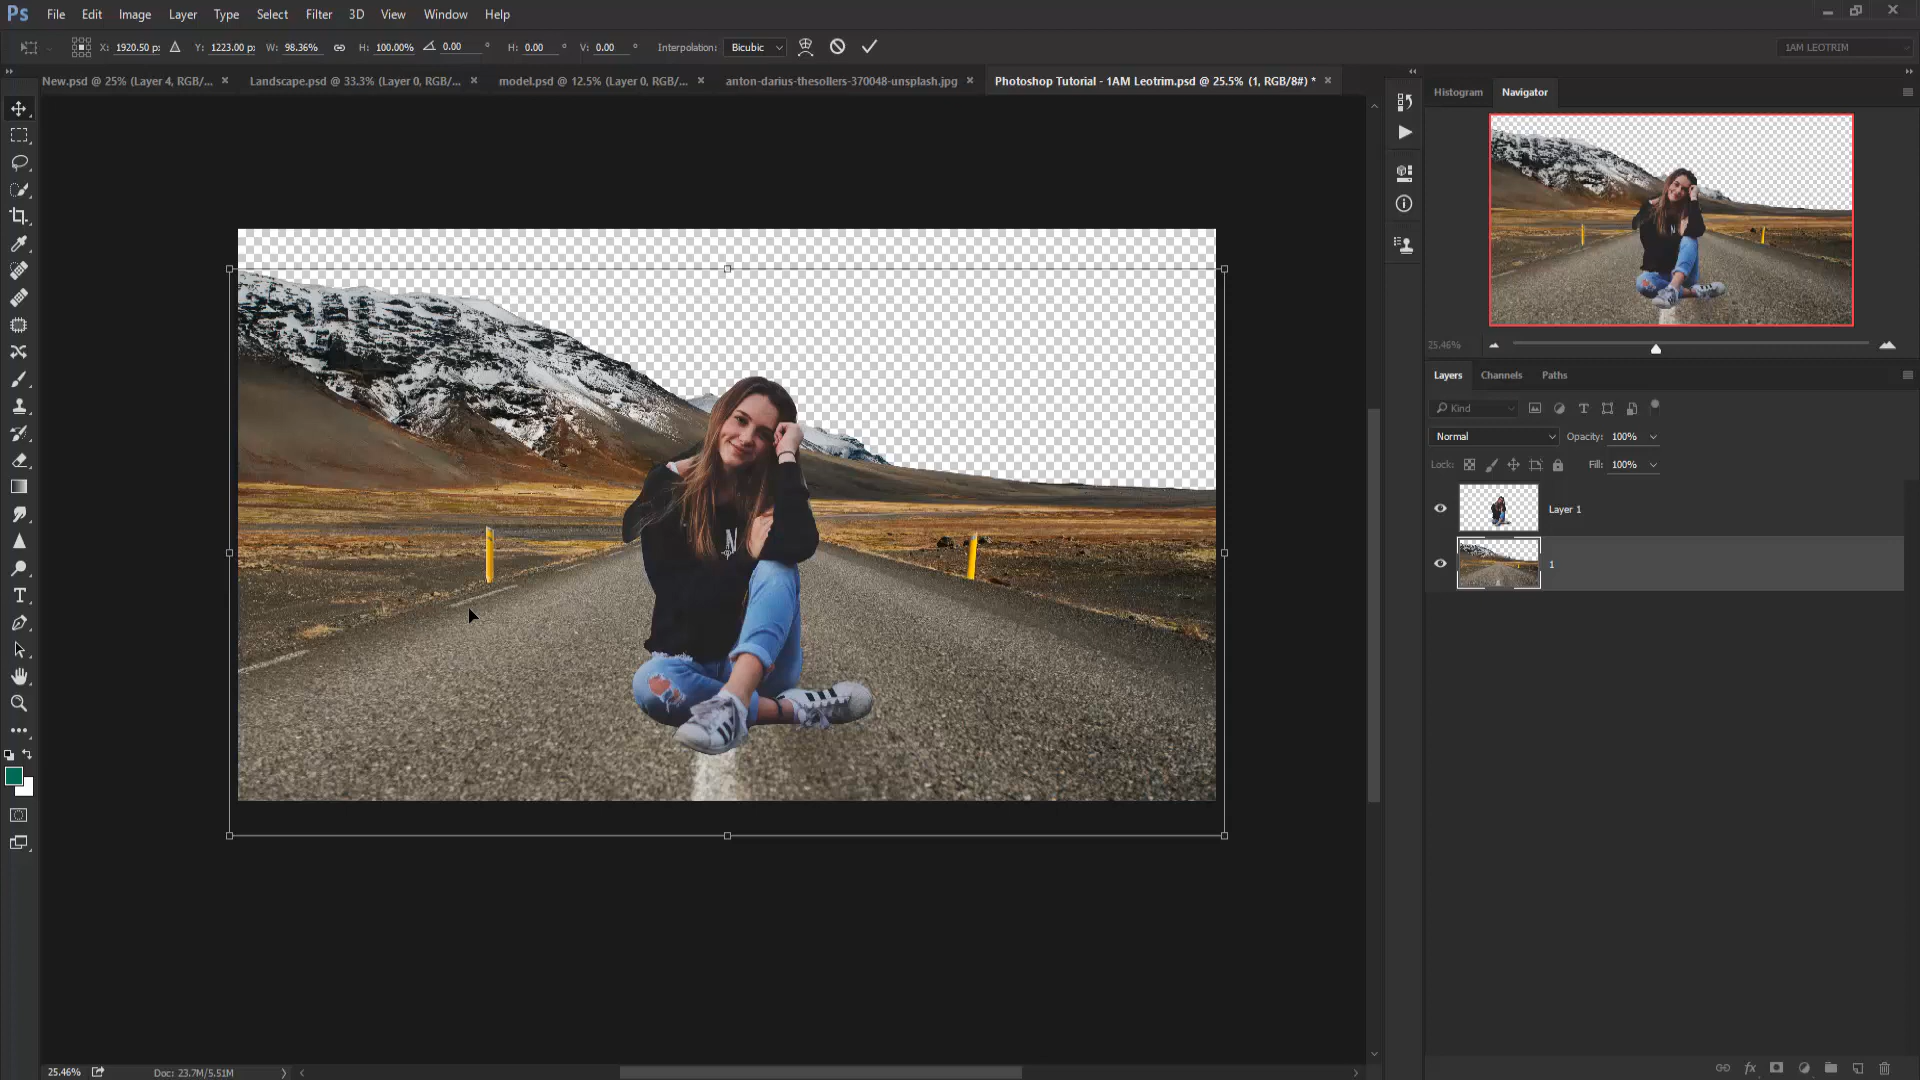 Ps File Edit Image Layer Type Select Filter 3D View Window Help
X: 1920.50 p: Y: 1223.00 p: W: 98.36% H: 100.00% 0.00 ° H: 0.00 ° V: 0.00 ° Interpolation: Bicubic 1AM LEOTRIM
New.psd @ 25% (Layer 4, RGB/... × Landscape.psd @ 33.3% (Layer 0, RGB/... × model.psd @ 12.5% (Layer 0, RGB/... × anton-darius-thesollers-370048-unsplash.jpg × Photoshop Tutorial - 1AM Leotrim.psd @ 25.5% (1, RGB/8#) * ×
Histogram Navigator
25.46%
Layers Channels Paths
Kind
Normal Opacity: 100%
Lock: Fill: 100%
Layer 1
1
N
25.46% Doc: 23.7M/5.51M